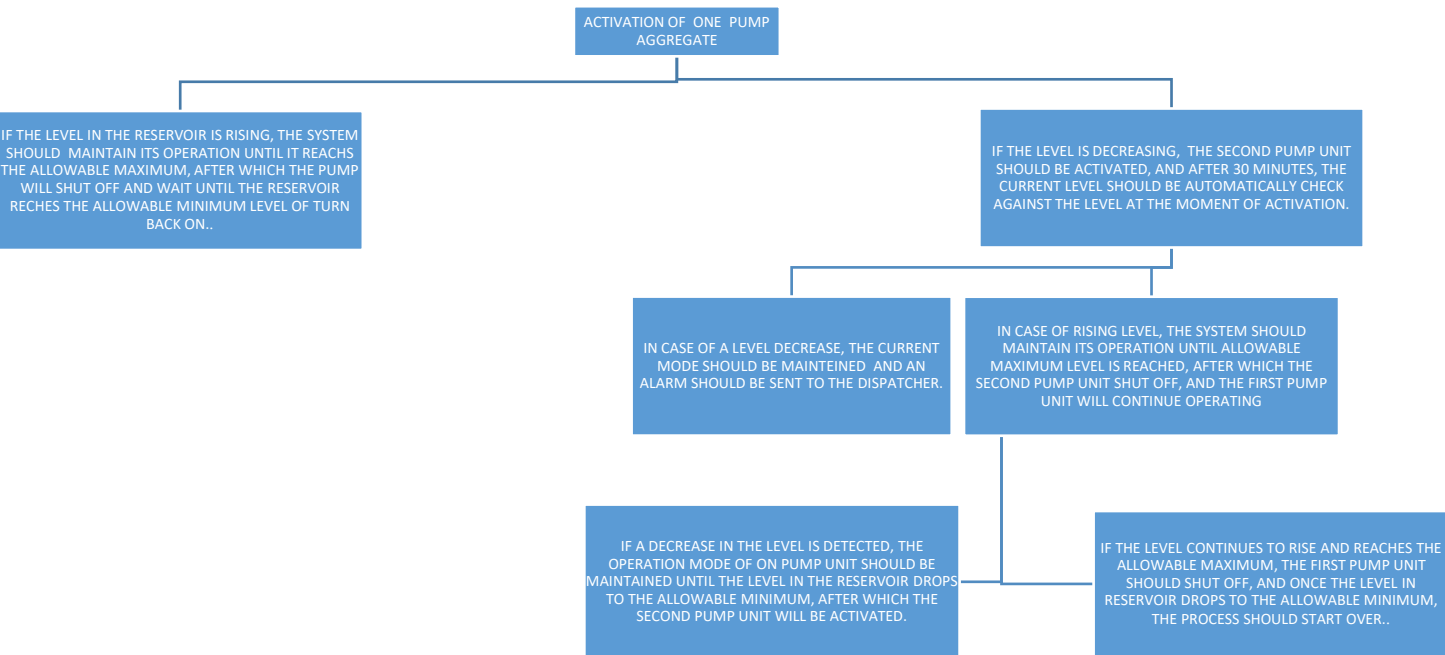 ACTIVATION OF ONE PUMP
AGGREGATE
IF THE LEVEL IN THE RESERVOIR IS RISING, THE SYSTEM
SHOULD MAINTAIN ITS OPERATION UNTIL IT REACHS
THE ALLOWABLE MAXIMUM, AFTER WHICH THE PUMP
WILL SHUT OFF AND WAIT UNTIL THE RESERVOIR
RECHES THE ALLOWABLE MINIMUM LEVEL OF TURN
BACK ON..
IF THE LEVEL IS DECREASING, THE SECOND PUMP UNIT
SHOULD BE ACTIVATED, AND AFTER 30 MINUTES, THE
CURRENT LEVEL SHOULD BE AUTOMATICALLY CHECK
AGAINST THE LEVEL AT THE MOMENT OF ACTIVATION.
IN CASE OF A LEVEL DECREASE, THE CURRENT
MODE SHOULD BE MAINTEINED AND AN
ALARM SHOULD BE SENT TO THE DISPATCHER.
IN CASE OF RISING LEVEL, THE SYSTEM SHOULD
MAINTAIN ITS OPERATION UNTIL ALLOWABLE
MAXIMUM LEVEL IS REACHED, AFTER WHICH THE
SECOND PUMP UNIT SHUT OFF, AND THE FIRST PUMP
UNIT WILL CONTINUE OPERATING
IF A DECREASE IN THE LEVEL IS DETECTED, THE
OPERATION MODE OF ON PUMP UNIT SHOULD BE
MAINTAINED UNTIL THE LEVEL IN THE RESERVOIR DROPS
TO THE ALLOWABLE MINIMUM, AFTER WHICH THE
SECOND PUMP UNIT WILL BE ACTIVATED.
IF THE LEVEL CONTINUES TO RISE AND REACHES THE
ALLOWABLE MAXIMUM, THE FIRST PUMP UNIT
SHOULD SHUT OFF, AND ONCE THE LEVEL IN
RESERVOIR DROPS TO THE ALLOWABLE MINIMUM,
THE PROCESS SHOULD START OVER..